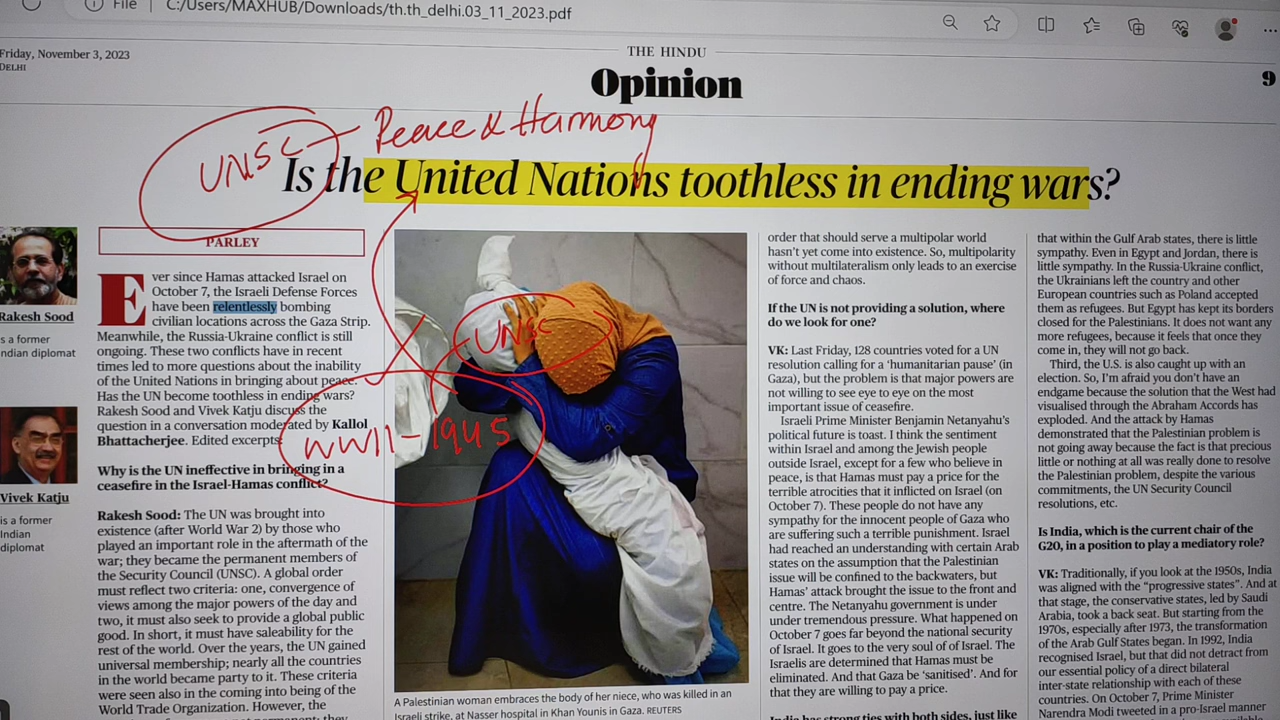 File
C:/Users/MAXHUB/Downloads/th.th_delhi.03_11_2023.pdf
Friday, November 3, 2023
DELHI
THE HINDU
Opinion
9
UNSC - Peace & Harmony
Is the United Nations toothless in ending wars?
Rakesh Sood
is a former
Indian diplomat
Vivek Katju
is a former
Indian
diplomat
PARLEY
Ever since Hamas attacked Israel on
October 7, the Israeli Defense Forces
have been relentlessly bombing
civilian locations across the Gaza Strip.
Meanwhile, the Russia-Ukraine conflict is still
ongoing. These two conflicts have in recent
times led to more questions about the inability
of the United Nations in bringing about peace.
Has the UN become toothless in ending wars?
Rakesh Sood and Vivek Katju discuss the
question in a conversation moderated by Kallol
Bhattacherjee. Edited excerpts:
Why is the UN ineffective in bringing in a
ceasefire in the Israel-Hamas conflict?
Rakesh Sood: The UN was brought into
existence (after World War 2) by those who
played an important role in the aftermath of the
war; they became the permanent members of
the Security Council (UNSC). A global order
must reflect two criteria: one, convergence of
views among the major powers of the day and
two, it must also seek to provide a global public
good. In short, it must have saleability for the
rest of the world. Over the years, the UN gained
universal membership; nearly all the countries
in the world became party to it. These criteria
were seen also in the coming into being of the
World Trade Organization. However, the
UNSC
WWII - 1945
A Palestinian woman embraces the body of her niece, who was killed in an
Israeli strike, at Nasser hospital in Khan Younis in Gaza. REUTERS
order that should serve a multipolar world
hasn't yet come into existence. So, multipolarity
without multilateralism only leads to an exercise
of force and chaos.
If the UN is not providing a solution, where
do we look for one?
VK: Last Friday, 128 countries voted for a UN
resolution calling for a 'humanitarian pause' (in
Gaza), but the problem is that major powers are
not willing to see eye to eye on the most
important issue of ceasefire.
Israeli Prime Minister Benjamin Netanyahu's
political future is toast. I think the sentiment
within Israel and among the Jewish people
outside Israel, except for a few who believe in
peace, is that Hamas must pay a price for the
terrible atrocities that it inflicted on Israel (on
October 7). These people do not have any
sympathy for the innocent people of Gaza who
are suffering such a terrible punishment. Israel
had reached an understanding with certain Arab
states on the assumption that the Palestinian
issue will be confined to the backwaters, but
Hamas' attack brought the issue to the front and
centre. The Netanyahu government is under
under tremendous pressure. What happened on
October 7 goes far beyond the national security
of Israel. It goes to the very soul of of Israel. The
Israelis are determined that Hamas must be
eliminated. And that Gaza be 'sanitised'. And for
that they are willing to pay a price.
India has strong ties with both sides, just like
that within the Gulf Arab states, there is little
sympathy. Even in Egypt and Jordan, there is
little sympathy. In the Russia-Ukraine conflict,
the Ukrainians left the country and other
European countries such as Poland accepted
them as refugees. But Egypt has kept its borders
closed for the Palestinians. It does not want any
more refugees, because it feels that once they
come in, they will not go back.
Third, the U.S. is also caught up with an
election. So, I'm afraid you don't have an
endgame because the solution that the West had
visualised through the Abraham Accords has
exploded. And the attack by Hamas
demonstrated that the Palestinian problem is
not going away because the fact is that precious
little or nothing at all was really done to resolve
the Palestinian problem, despite the various
commitments, the UN Security Council
resolutions, etc.
Is India, which is the current chair of the
G20, in a position to play a mediatory role?
VK: Traditionally, if you look at the 1950s, India
was aligned with the "progressive states". And at
that stage, the conservative states, led by Saudi
Arabia, took a back seat. But starting from the
1970s, especially after 1973, the transformation
of the Arab Gulf States began. In 1992, India
recognised Israel, but that did not detract from
our essential policy of a direct bilateral
inter-state relationship with each of these
countries. On October 7, Prime Minister
Narendra Modi tweeted in a pro-Israel manner